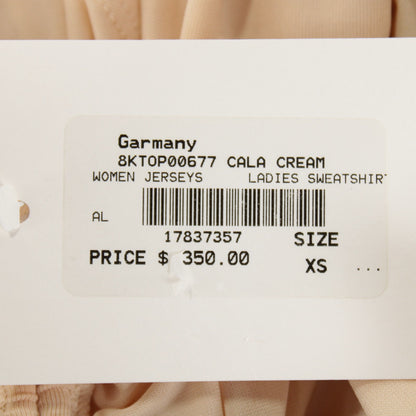 Garmany
8KTOP00677 CALA CREAM
WOMEN JERSEYS LADIES SWEATSHIRT
AL
17837357
SIZE
PRICE $ 350.00
XS ...